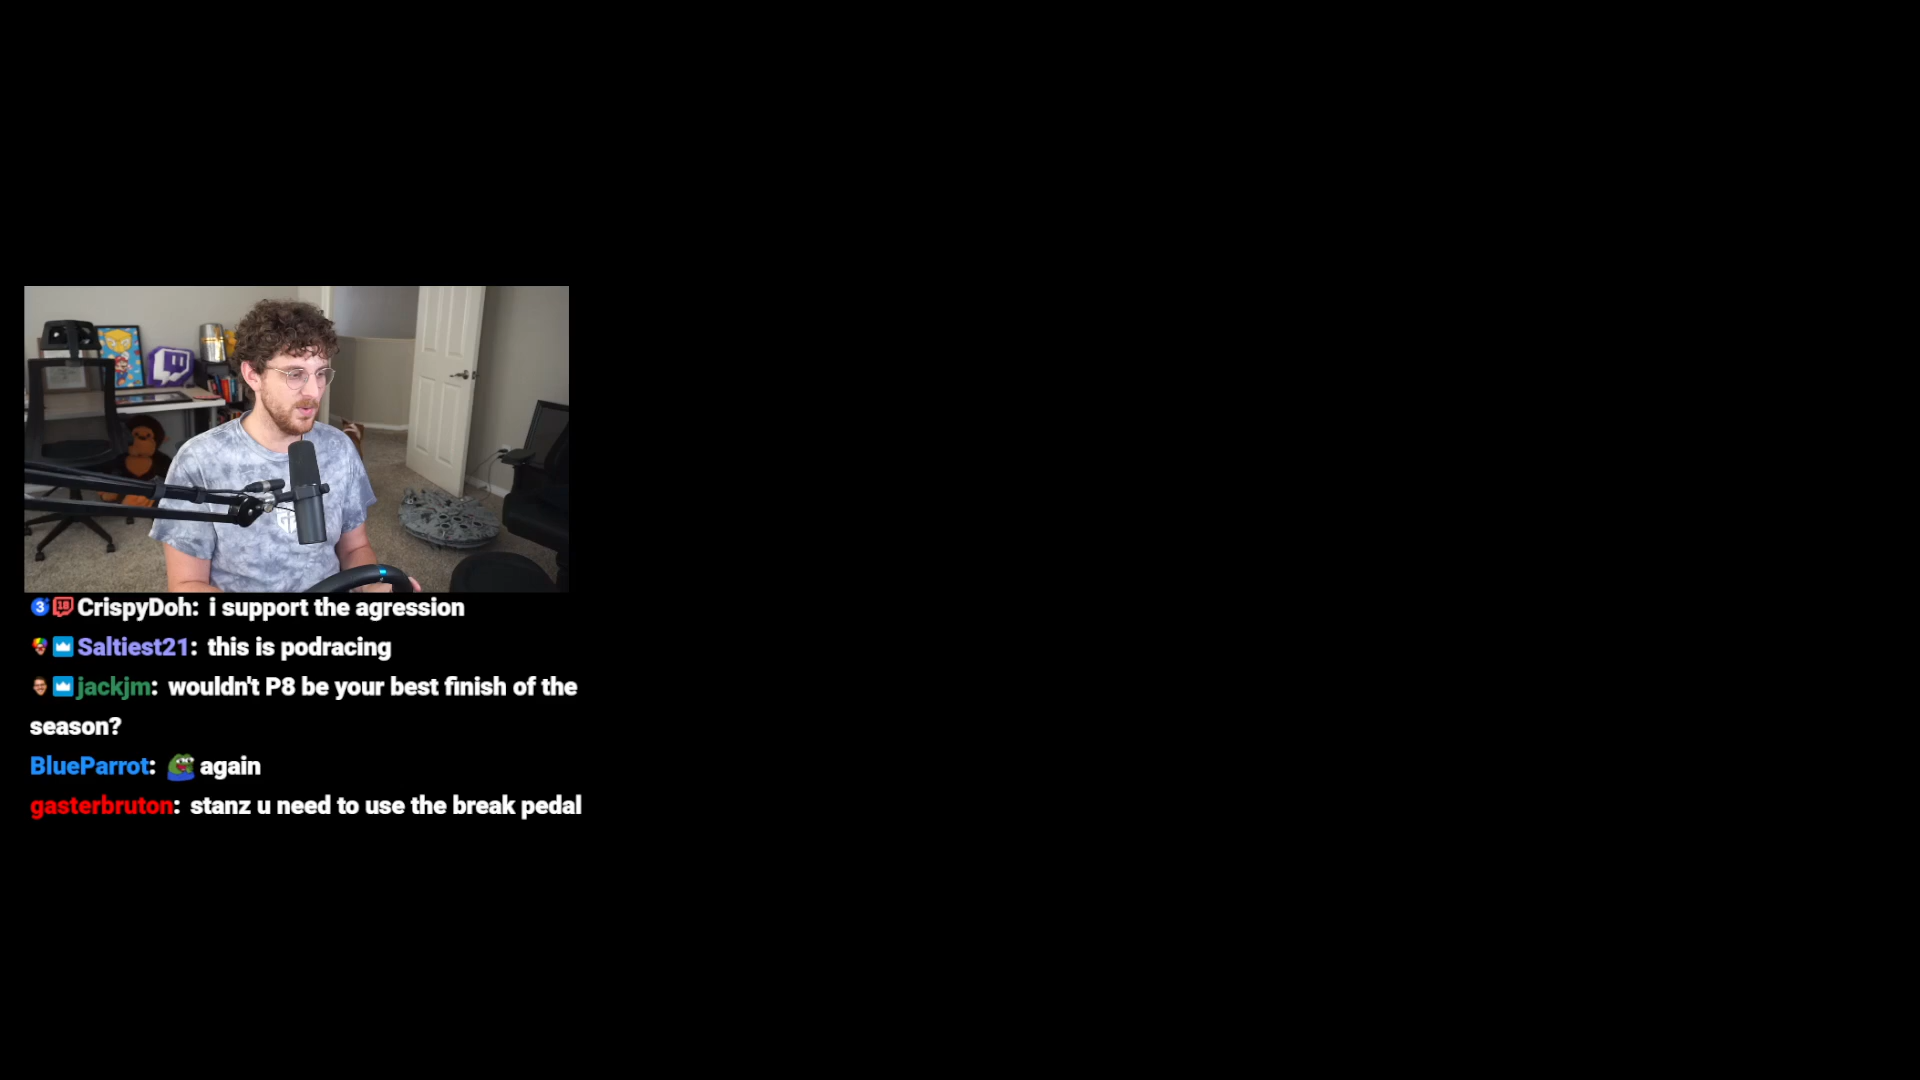 CrispyDoh: i support the agression
Saltiest21: this is podracing
jackjm: wouldn't P8 be your best finish of the
season?
BlueParrot: again
gasterbruton: stanz u need to use the break pedal